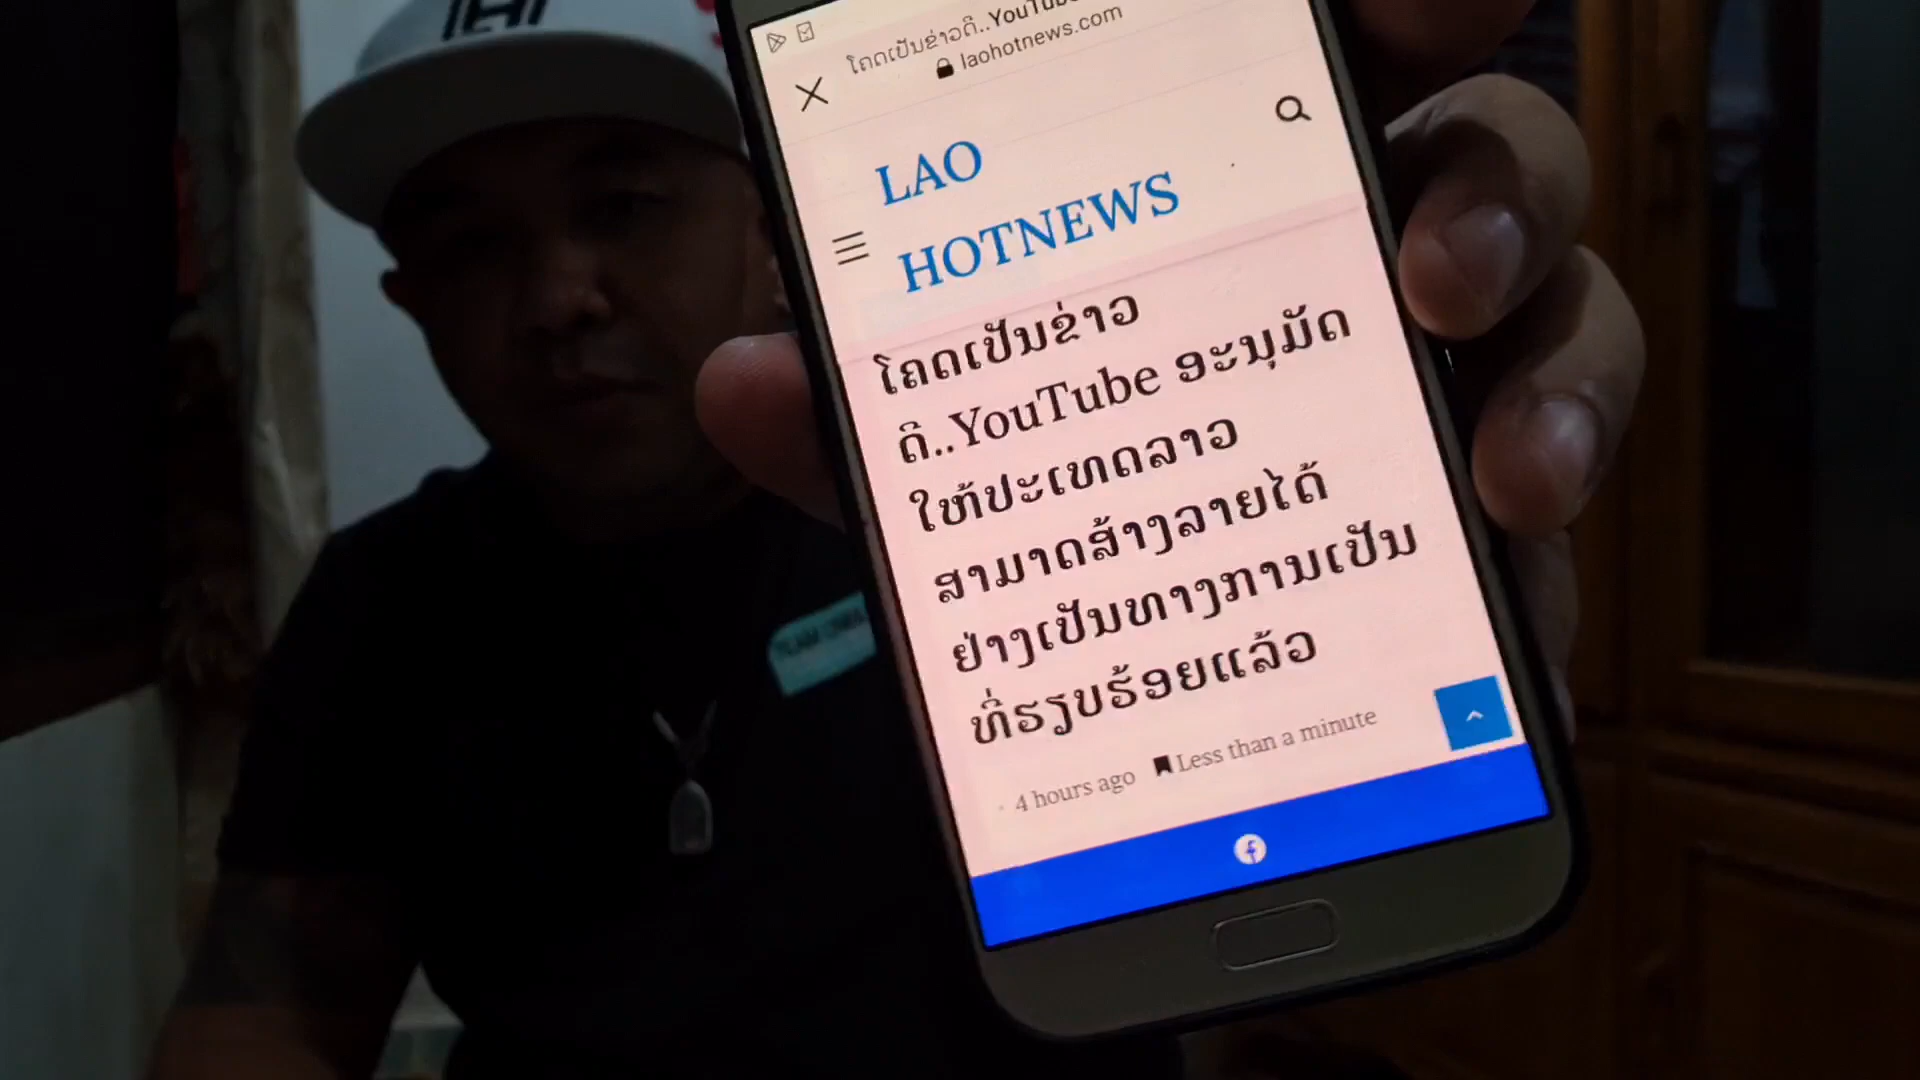 ໂຄດເປັນຂ່າວດີ..YouTube
laohotnews.com
LAO
HOTNEWS
ໂຄດເປັນຂ່າວ
ດີ..YouTube ອະນຸມັດ
ໃຫ້ປະເທດລາວ
ສາມາດສ້າງລາຍໄດ້
ຢ່າງເປັນທາງການເປັນ
ທີ່ຮຽບຮ້ອຍແລ້ວ
4 hours ago Less than a minute